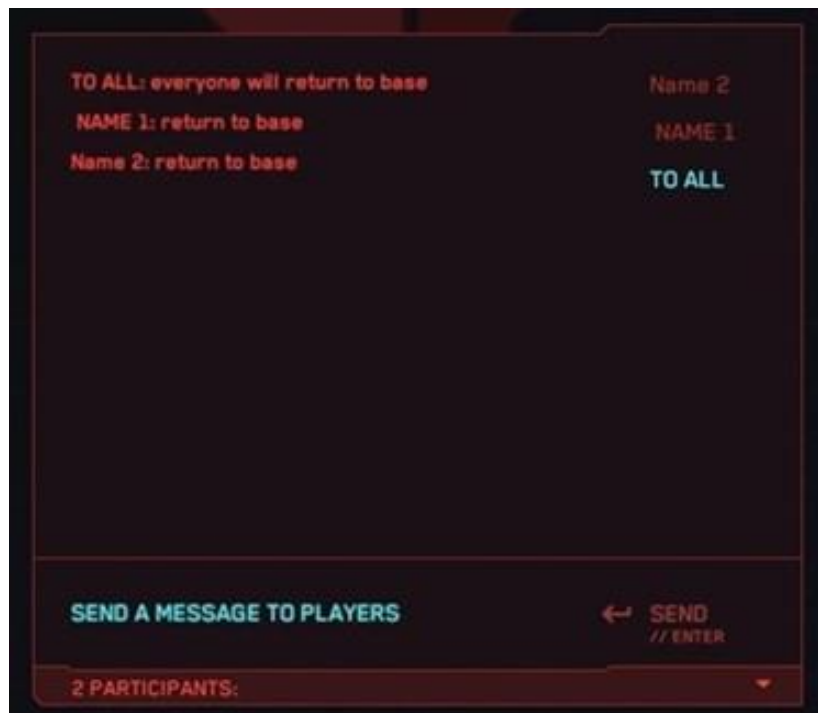 TO ALL: everyone will return to base
NAME 1: return to base
Name 2: return to base
Name 2
NAME 1
TO ALL
SEND A MESSAGE TO PLAYERS
SEND
// ENTER
2 PARTICIPANTS: